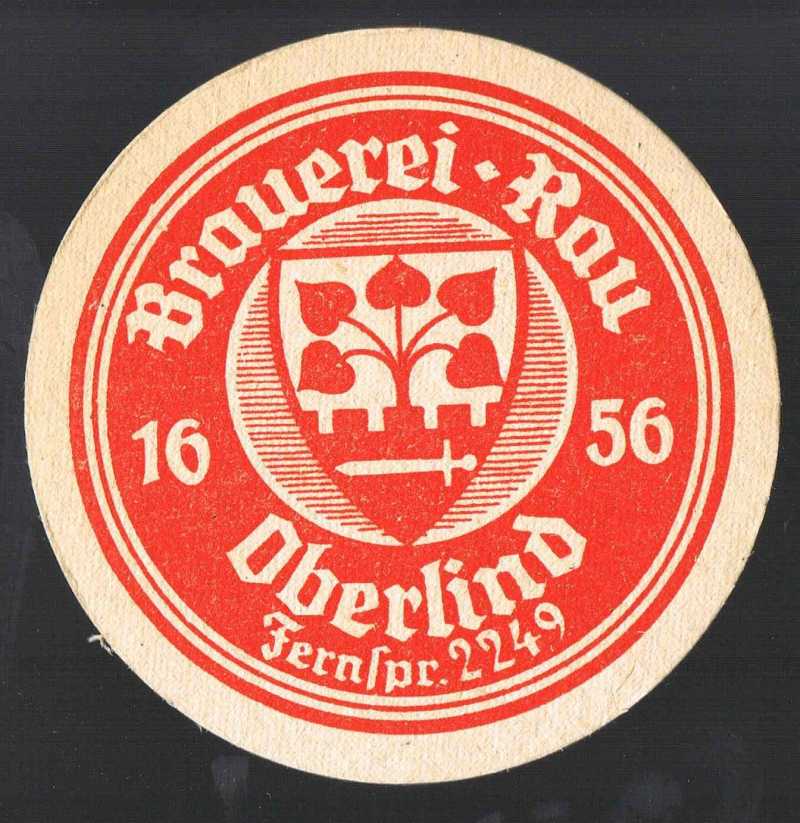 Brauerei · Rau
16 56
Oberlind
Fernſpr. 2249